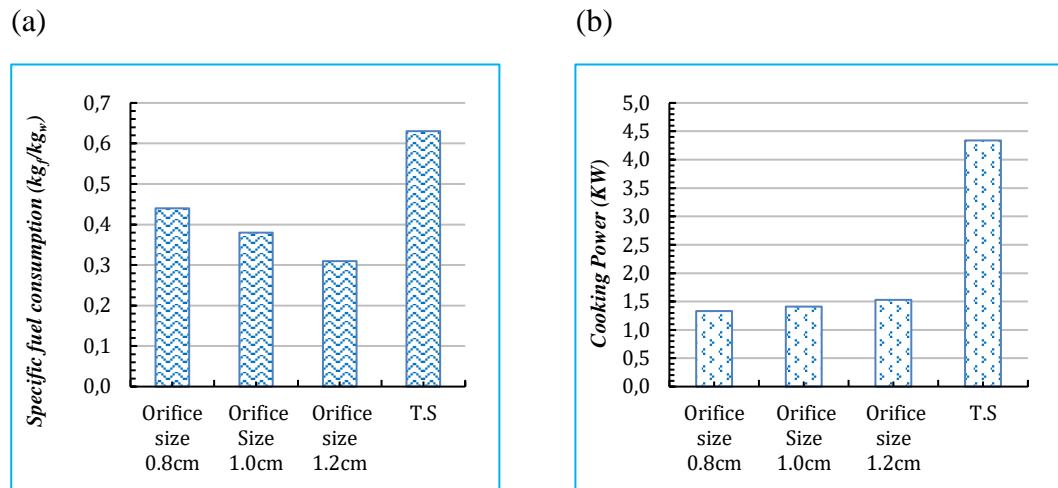 (a)
(b)
Specific fuel consumption (kgf/kgw)
0,7
0,6
0,5
0,4
0,3
0,2
0,1
0,0
Orifice
size
0.8cm
Orifice
Size
1.0cm
Orifice
size
1.2cm
T.S
Cooking Power (KW)
5,0
4,5
4,0
3,5
3,0
2,5
2,0
1,5
1,0
0,5
0,0
Orifice
size
0.8cm
Orifice
Size
1.0cm
Orifice
size
1.2cm
T.S